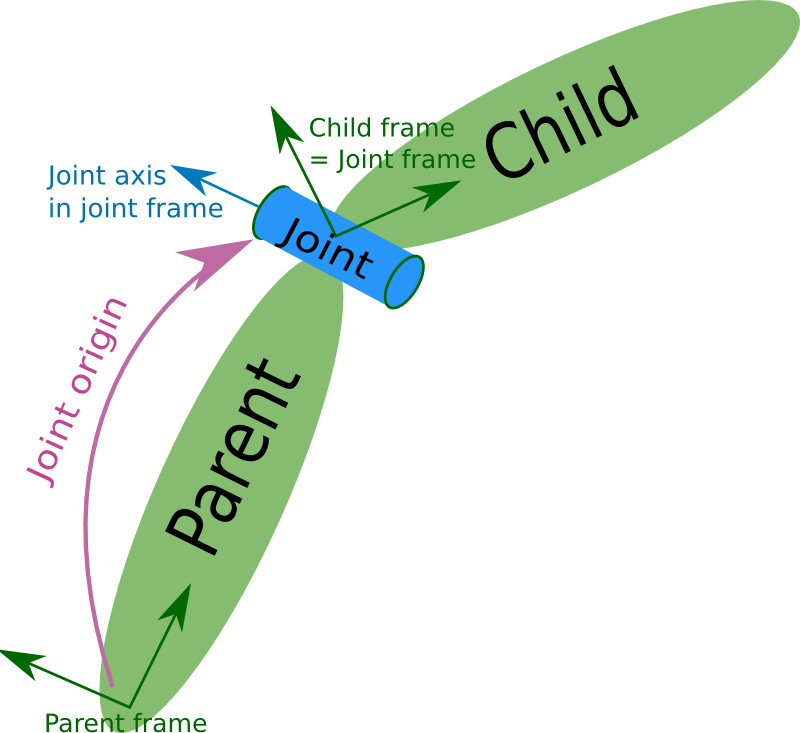 Child
Child frame
= Joint frame
Joint axis
in joint frame
Joint
Joint origin
Parent
Parent frame